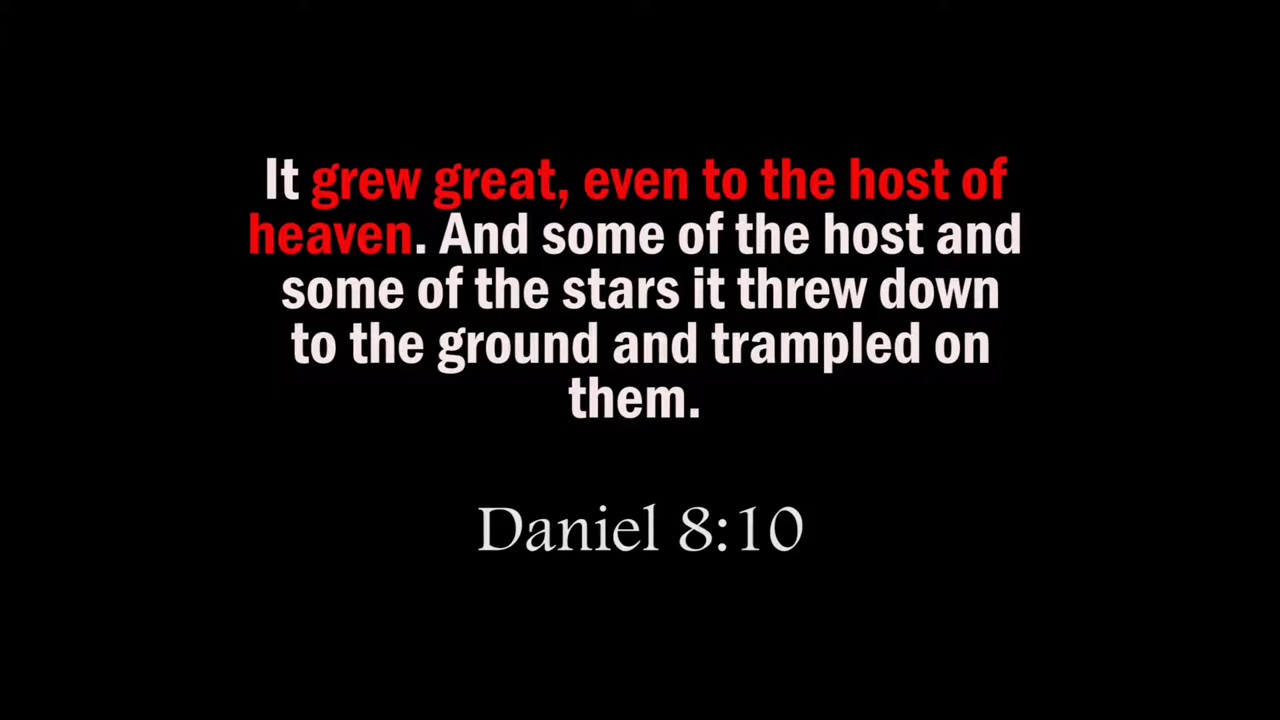 It grew great, even to the host of
heaven. And some of the host and
some of the stars it threw down
to the ground and trampled on
them.
Daniel 8:10